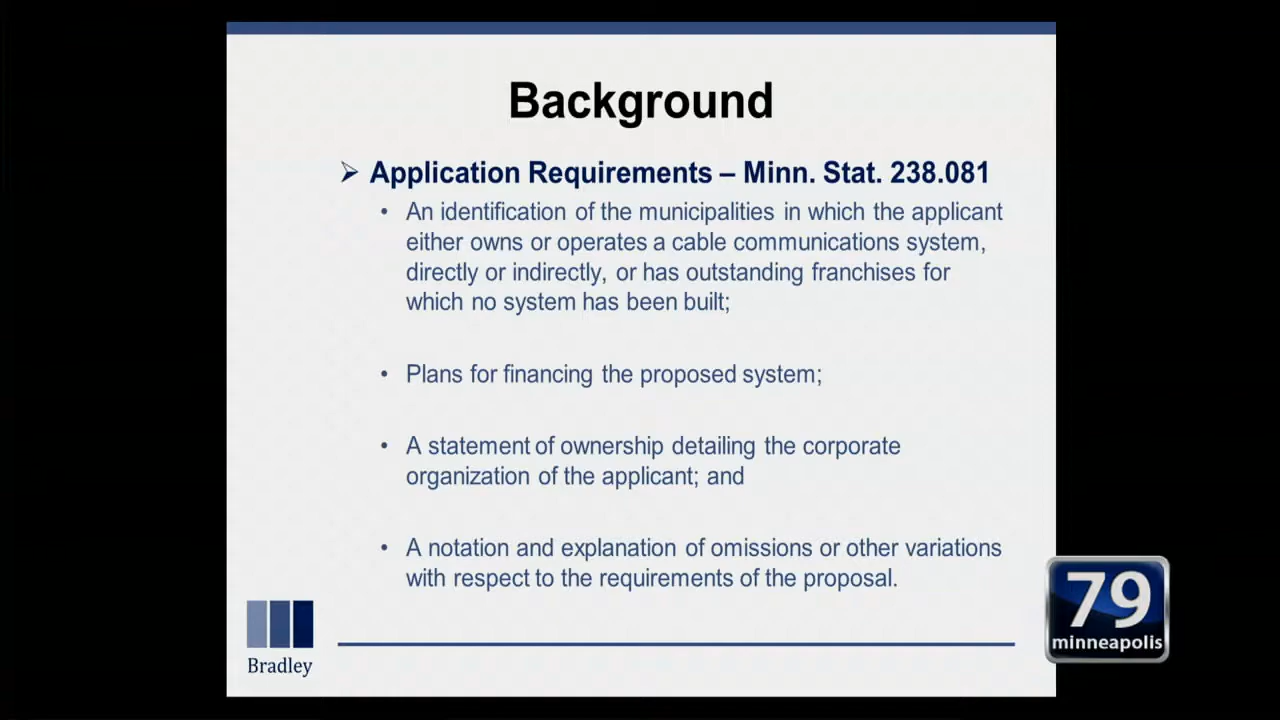 Background
➢ Application Requirements – Minn. Stat. 238.081
• An identification of the municipalities in which the applicant
either owns or operates a cable communications system,
directly or indirectly, or has outstanding franchises for
which no system has been built;
• Plans for financing the proposed system;
• A statement of ownership detailing the corporate
organization of the applicant; and
• A notation and explanation of omissions or other variations
with respect to the requirements of the proposal.
Bradley
79
minneapolis